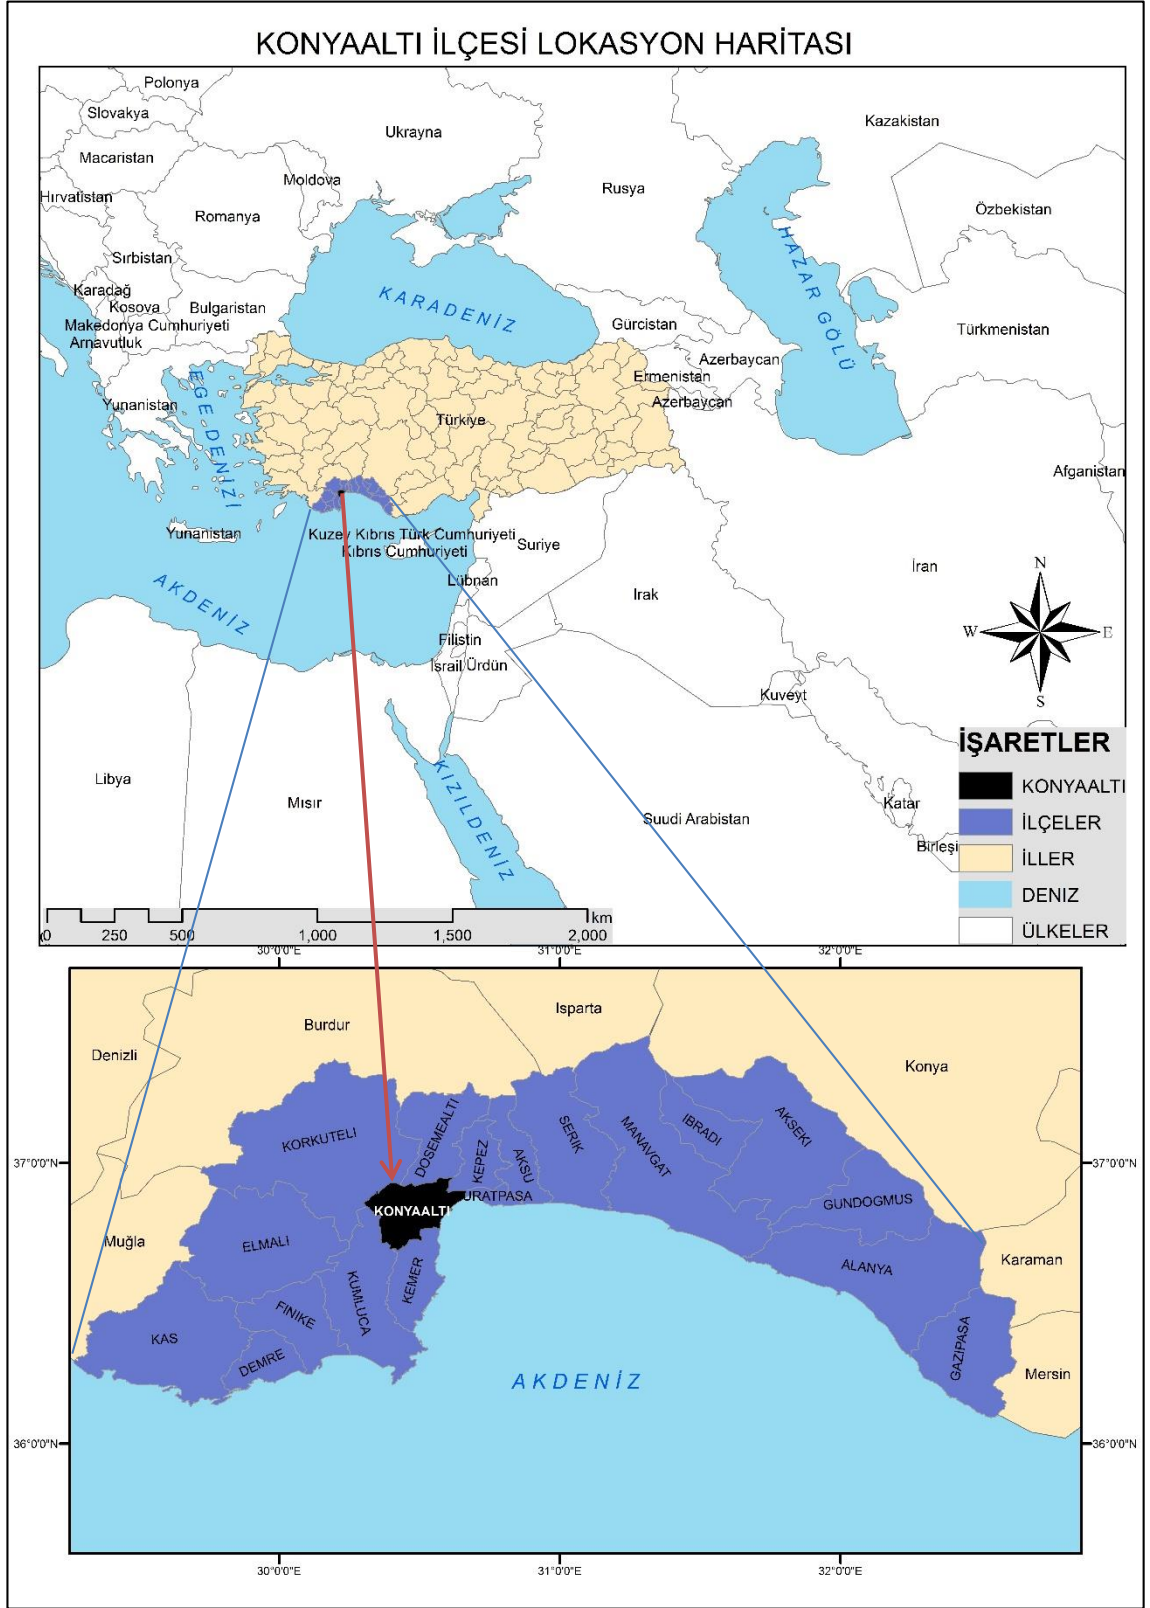 KONYAALTI İLÇESİ LOKASYON HARİTASI
Polonya
Slovakya
Ukrayna
Kazakistan
Macaristan
Moldova
Rusya
Hırvatistan
Romanya
Özbekistan
Sırbistan
HAZAR GÖLÜ
Karadağ
Kosova
Bulgaristan
KARADENİZ
Makedonya Cumhuriyeti
Gürcistan
Türkmenistan
Arnavutluk
Azerbaycan
Ermenistan
Azerbaycan
Yunanistan
EGE DENİZİ
Türkiye
Afganistan
Yunanistan
Kuzey Kıbrıs Türk Cumhuriyeti
Kıbrıs Cumhuriyeti
Suriye
İran
AKDENİZ
Lübnan
Irak
N
W
E
S
Filistin
İsrail
Ürdün
Kuveyt
Libya
Mısır
KIZILDENİZ
Suudi Arabistan
Katar
Birleşi
İŞARETLER
KONYAALTI
İLÇELER
İLLER
DENIZ
ÜLKELER
km
0 250 500 1,000 1,500 2,000
30°0'0"E 31°0'0"E 32°0'0"E
Isparta
Burdur
Denizli
Konya
KORKUTELİ
DOSEMEALTI
KEPEZ
AKSU
SERIK
MANAVGAT
IBRADI
AKSEKI
37°0'0"N
37°0'0"N
URATPASA
KONYAALTI
GUNDOGMUS
Muğla
ELMALI
ALANYA
Karaman
KUMLUCA
KEMER
FINIKE
KAS
DEMRE
GAZIPASA
Mersin
AKDENİZ
36°0'0"N
36°0'0"N
30°0'0"E 31°0'0"E 32°0'0"E